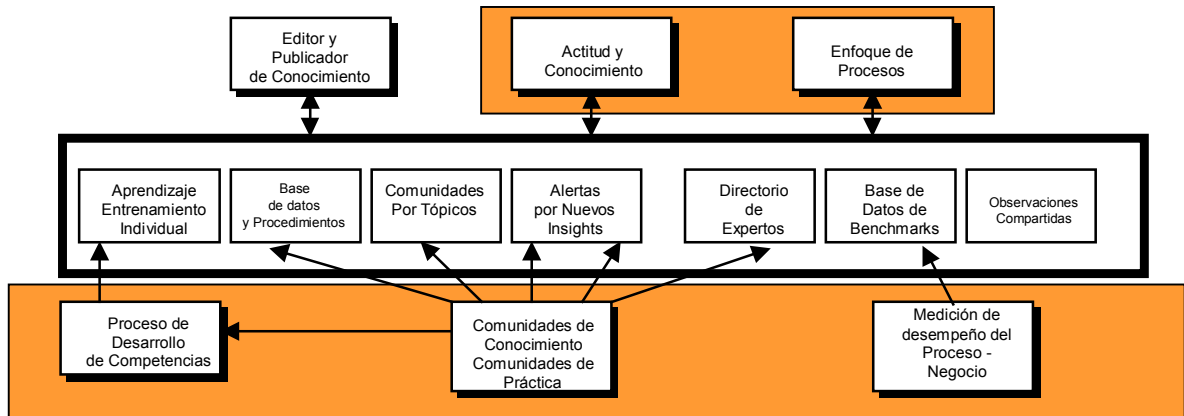 Editor y
Publicador
de Conocimiento
Actitud y
Conocimiento
Enfoque de
Procesos
Aprendizaje
Entrenamiento
Individual
Base
de datos
y Procedimientos
Comunidades
Por Tópicos
Alertas
por Nuevos
Insights
Directorio
de
Expertos
Base de
Datos de
Benchmarks
Observaciones
Compartidas
Proceso de
Desarrollo
de Competencias
Comunidades de
Conocimiento
Comunidades de
Práctica
Medición de
desempeño del
Proceso -
Negocio